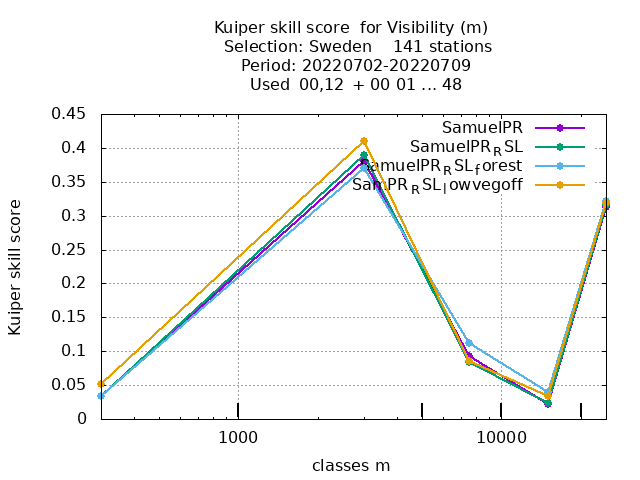 Kuiper skill score for Visibility (m)
Selection: Sweden 141 stations
Period: 20220702-20220709
Used 00,12 + 00 01 ... 48
0.45
0.4
0.35
0.3
0.25
0.2
0.15
0.1
0.05
0
Kuiper skill score
SamuelPR
SamuelPR_RSL
SamuelPR_RSL_forest
SamPR_RSL_lowvegoff
1000
10000
classes m